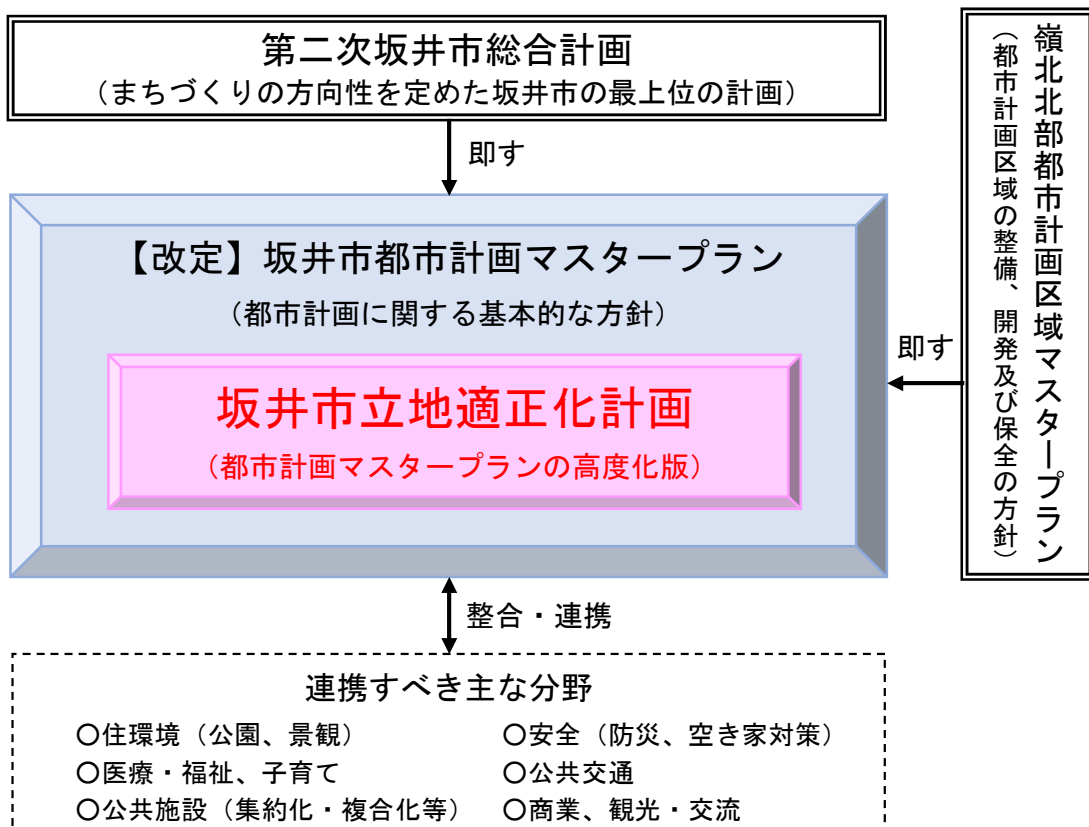 第二次坂井市総合計画
（まちづくりの方向性を定めた坂井市の最上位の計画）
即す
【改定】坂井市都市計画マスタープラン
（都市計画に関する基本的な方針）
坂井市立地適正化計画
（都市計画マスタープランの高度化版）
即す
嶺北北部都市計画区域マスタープラン
（都市計画区域の整備、開発及び保全の方針）
整合・連携
連携すべき主な分野
〇住環境（公園、景観）
〇安全（防災、空き家対策）
〇医療・福祉、子育て
〇公共交通
〇公共施設（集約化・複合化等）
〇商業、観光・交流